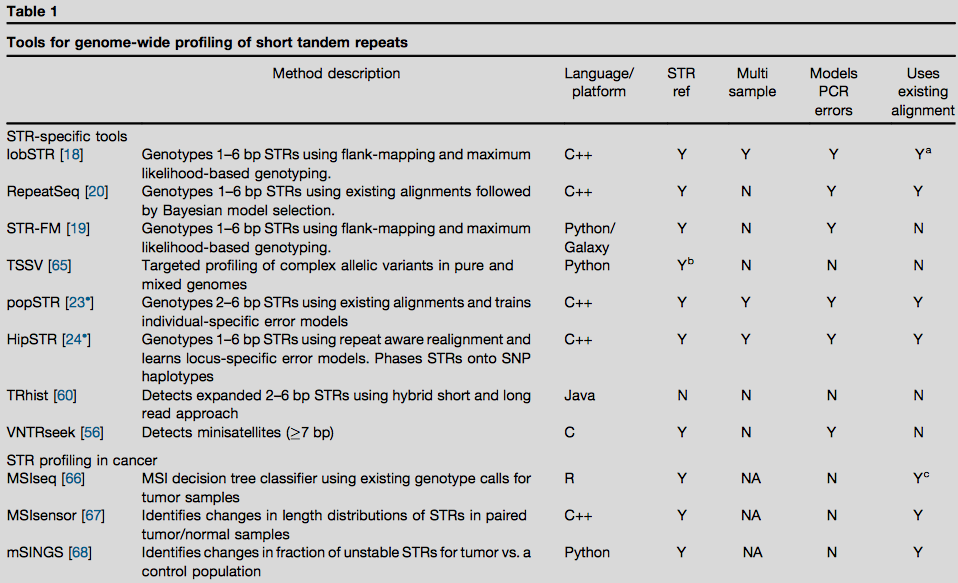 Table 1
Tools for genome-wide profiling of short tandem repeats
Method description Language/ platform STR ref Multi sample Models PCR errors Uses existing alignment
STR-specific tools
lobSTR [18] Genotypes 1–6 bp STRs using flank-mapping and maximum C++ Y Y Y Yᵃ
likelihood-based genotyping.
RepeatSeq [20] Genotypes 1–6 bp STRs using existing alignments followed C++ Y N Y Y
by Bayesian model selection.
STR-FM [19] Genotypes 1–6 bp STRs using flank-mapping and maximum Python/ Y N Y N
likelihood-based genotyping. Galaxy
TSSV [65] Targeted profiling of complex allelic variants in pure and Python Yᵇ N N N
mixed genomes
popSTR [23•] Genotypes 2–6 bp STRs using existing alignments and trains C++ Y Y Y Y
individual-specific error models
HipSTR [24•] Genotypes 1–6 bp STRs using repeat aware realignment and C++ Y Y Y Y
learns locus-specific error models. Phases STRs onto SNP
haplotypes
TRhist [60] Detects expanded 2–6 bp STRs using hybrid short and long Java N N N N
read approach
VNTRseek [56] Detects minisatellites (≥7 bp) C Y N Y N
STR profiling in cancer
MSIseq [66] MSI decision tree classifier using existing genotype calls for R Y NA N Yᶜ
tumor samples
MSIsensor [67] Identifies changes in length distributions of STRs in paired C++ Y NA N Y
tumor/normal samples
mSINGS [68] Identifies changes in fraction of unstable STRs for tumor vs. a Python Y NA N Y
control population